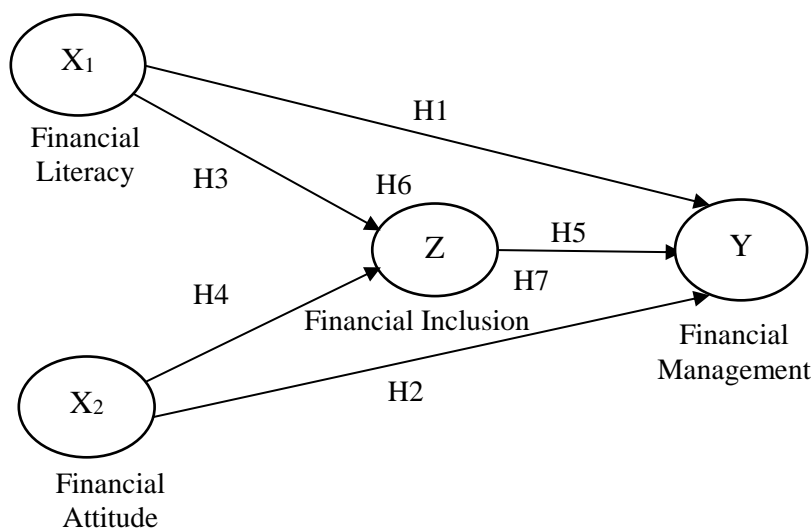 X1
Financial
Literacy
H1
H3
H6
Z
H5
Y
H4
H7
Financial Inclusion
Financial
Management
X2
H2
Financial
Attitude